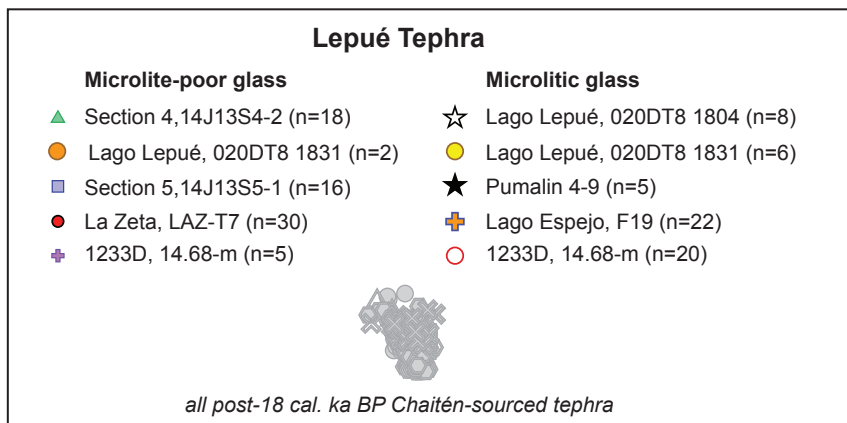 Lepué Tephra
Microlite-poor glass
Section 4,14J13S4-2 (n=18)
Lago Lepué, 020DT8 1831 (n=2)
Section 5,14J13S5-1 (n=16)
La Zeta, LAZ-T7 (n=30)
1233D, 14.68-m (n=5)
Microlitic glass
Lago Lepué, 020DT8 1804 (n=8)
Lago Lepué, 020DT8 1831 (n=6)
Pumalin 4-9 (n=5)
Lago Espejo, F19 (n=22)
1233D, 14.68-m (n=20)
all post-18 cal. ka BP Chaitén-sourced tephra